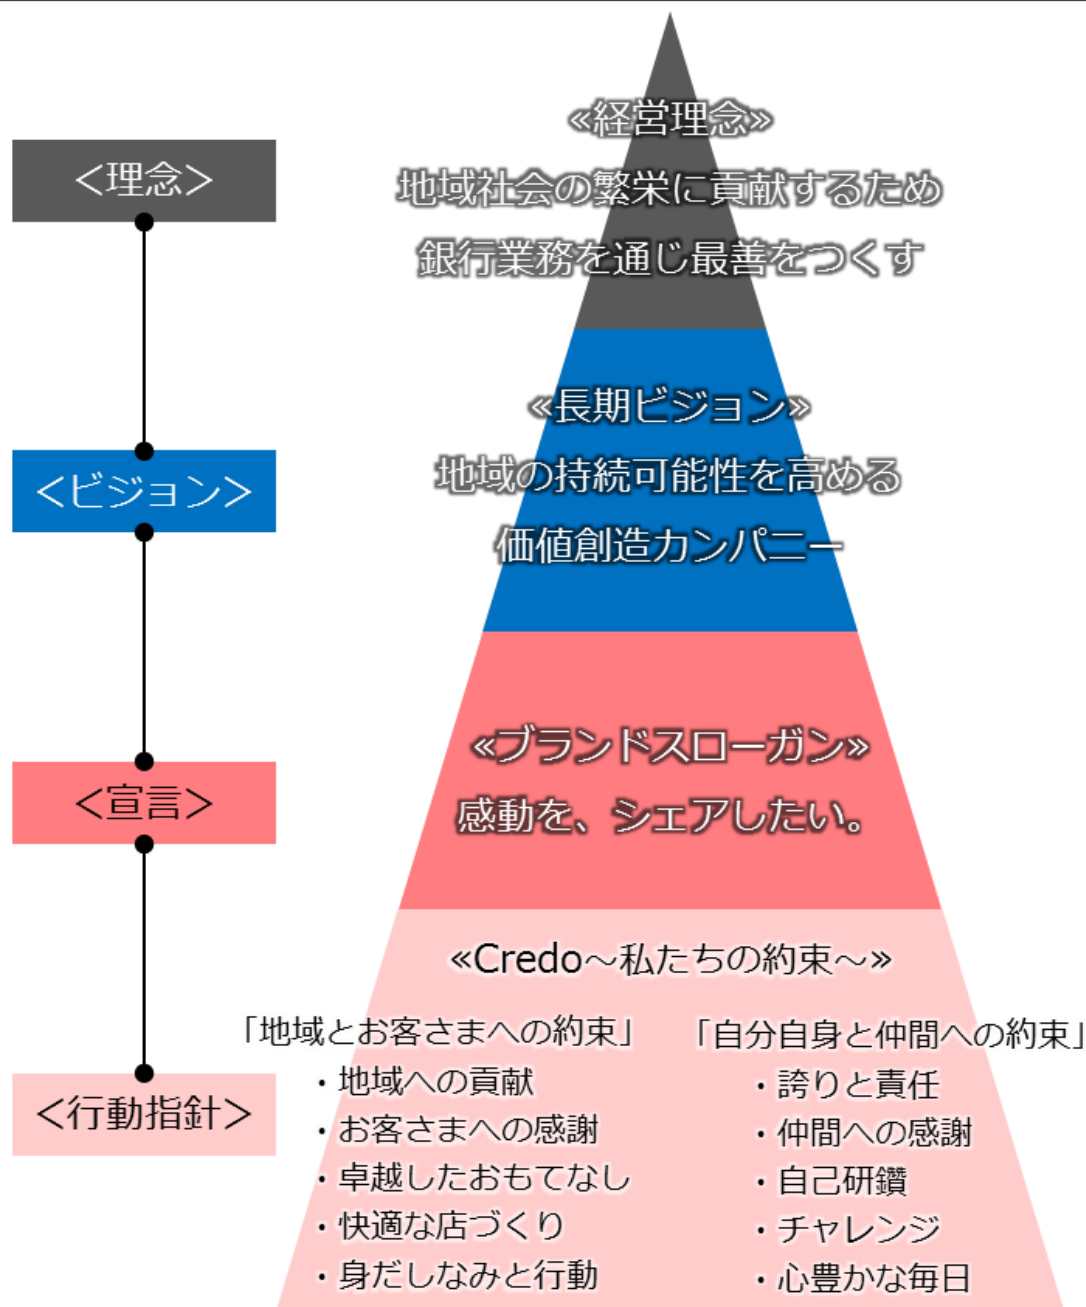 <理念>
«経営理念»
地域社会の繁栄に貢献するため
銀行業務を通じ最善をつくす
<ビジョン>
«長期ビジョン»
地域の持続可能性を高める
価値創造カンパニー
<宣言>
«ブランドスローガン»
感動を、シェアしたい。
<行動指針>
«Credo～私たちの約束～»
「地域とお客さまへの約束」
・地域への貢献
・お客さまへの感謝
・卓越したおもてなし
・快適な店づくり
・身だしなみと行動
「自分自身と仲間への約束」
・誇りと責任
・仲間への感謝
・自己研鑽
・チャレンジ
・心豊かな毎日